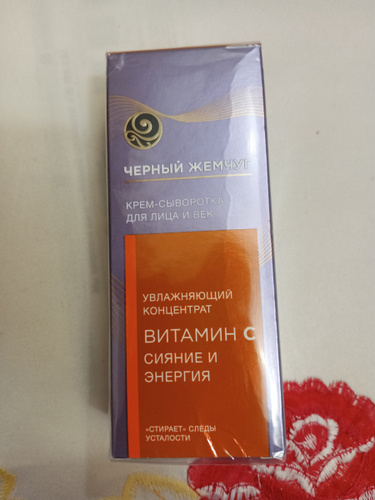 ЧЕРНЫЙ ЖЕМЧУГ
КРЕМ-СЫВОРОТКА
ДЛЯ ЛИЦА И ВЕК
УВЛАЖНЯЮЩИЙ
КОНЦЕНТРАТ
ВИТАМИН С
СИЯНИЕ И
ЭНЕРГИЯ
«СТИРАЕТ» СЛЕДЫ
УСТАЛОСТИ